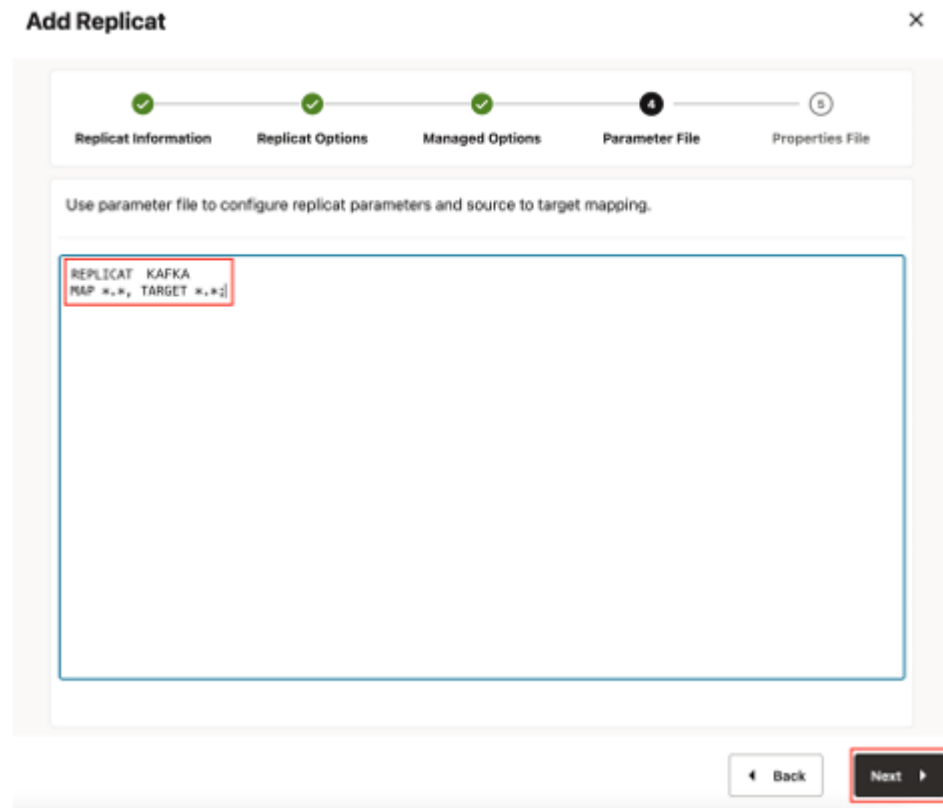 Add Replicat
4
5
Replicat Information
Replicat Options
Managed Options
Parameter File
Properties File
Use parameter file to configure replicat parameters and source to target mapping.
REPLICAT KAFKA
MAP *.*, TARGET *.*;
Back
Next